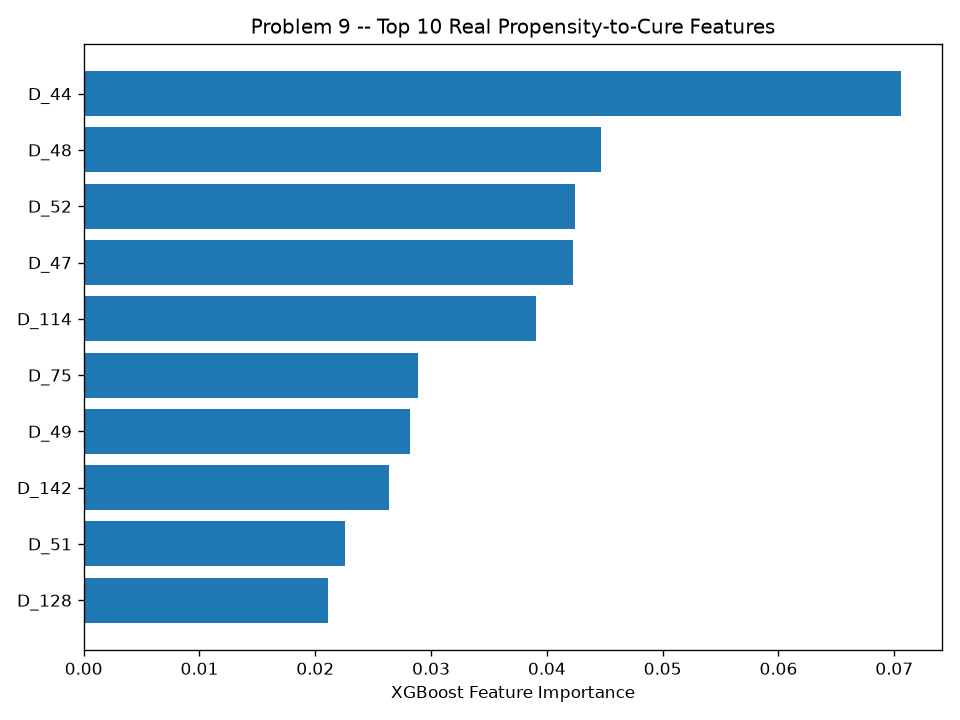 Problem 9 -- Top 10 Real Propensity-to-Cure Features
D_44
D_48
D_52
D_47
D_114
D_75
D_49
D_142
D_51
D_128
0.00 0.01 0.02 0.03 0.04 0.05 0.06 0.07
XGBoost Feature Importance